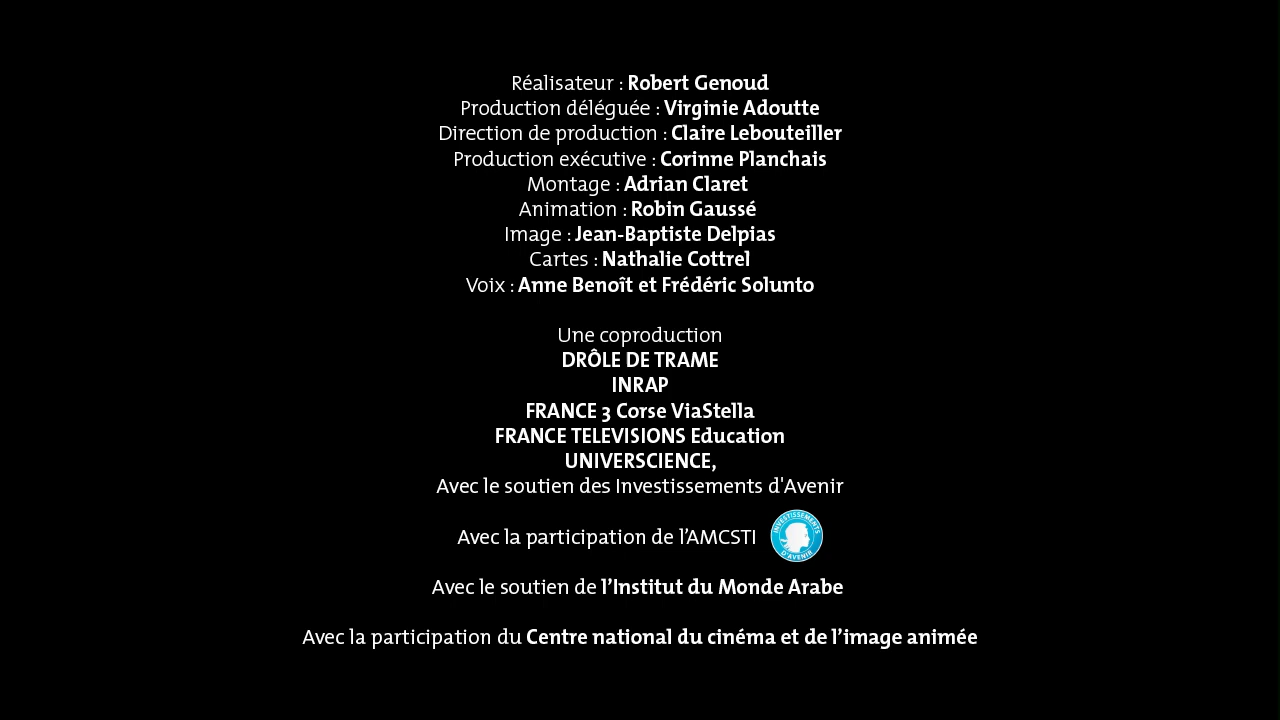 Réalisateur : Robert Genoud
Production déléguée : Virginie Adoutte
Direction de production : Claire Lebouteiller
Production exécutive : Corinne Planchais
Montage : Adrian Claret
Animation : Robin Gaussé
Image : Jean-Baptiste Delpias
Cartes : Nathalie Cottrel
Voix : Anne Benoît et Frédéric Solunto
Une coproduction
DRÔLE DE TRAME
INRAP
FRANCE 3 Corse ViaStella
FRANCE TELEVISIONS Education
UNIVERSCIENCE,
Avec le soutien des Investissements d'Avenir
Avec la participation de l’AMCSTI
INVESTISSEMENTS D'AVENIR
Avec le soutien de l’Institut du Monde Arabe
Avec la participation du Centre national du cinéma et de l’image animée